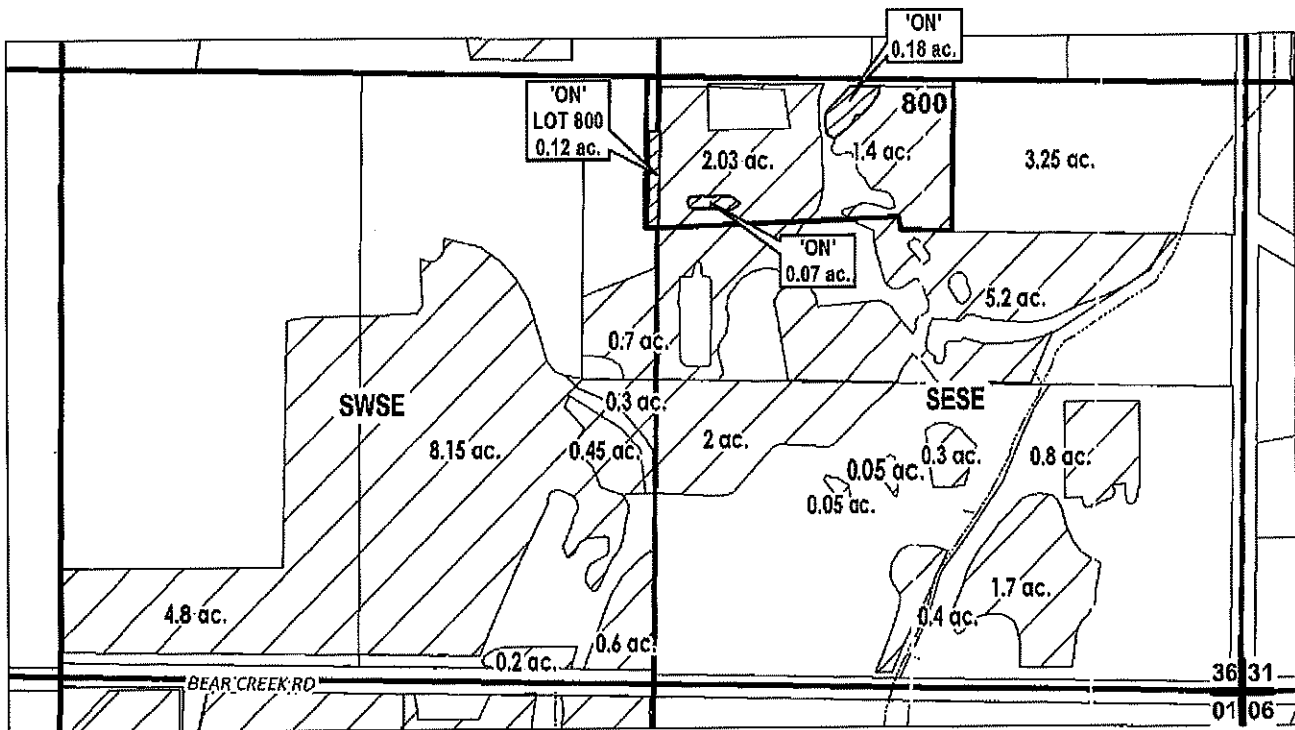 'ON'
0.18 ac.
'ON'
LOT 800
0.12 ac.
800
2.03 ac.
1.4 ac.
3.25 ac.
'ON'
0.07 ac.
5.2 ac.
0.7 ac.
0.3 ac.
SWSE
SESE
8.15 ac.
0.45 ac.
2 ac.
0.05 ac.
0.3 ac.
0.8 ac.
0.05 ac.
4.8 ac.
0.6 ac.
0.4 ac.
1.7 ac.
0.2 ac.
BEAR CREEK RD
36 31
01 06